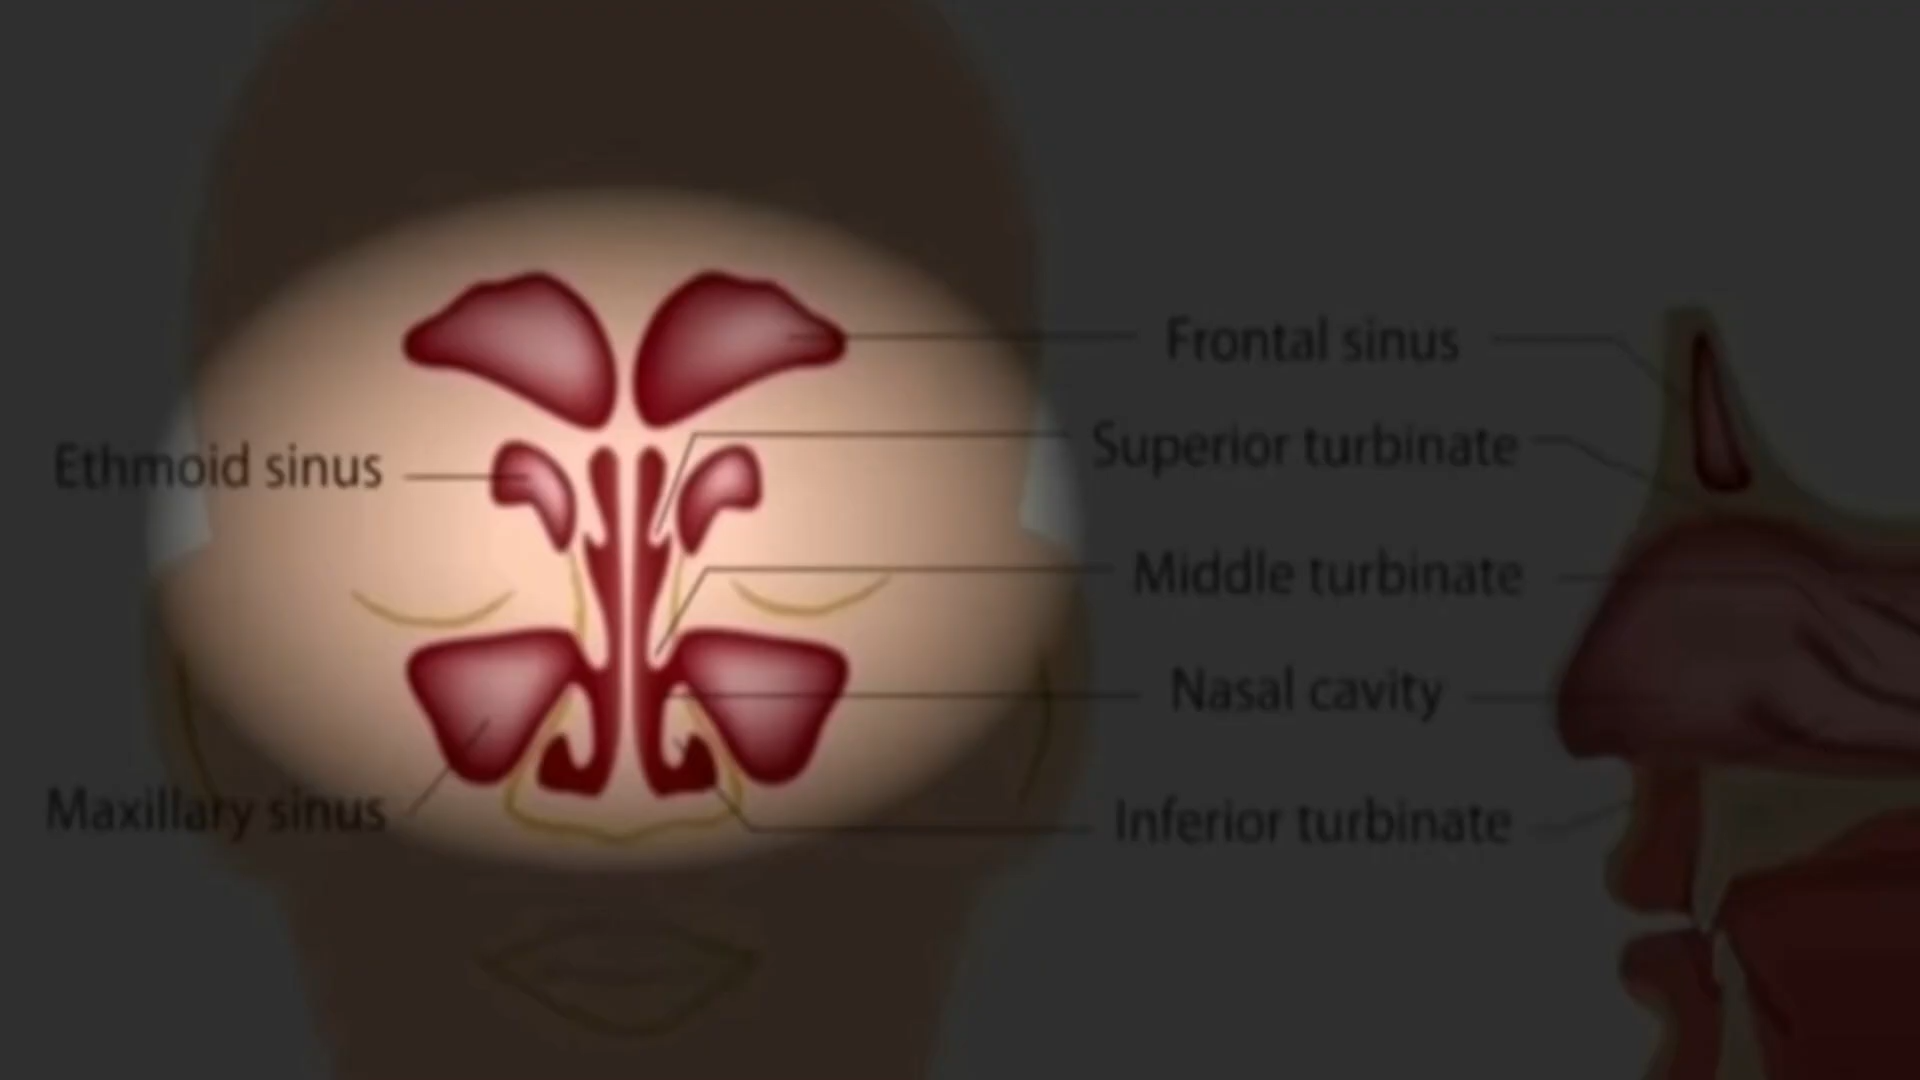 Frontal sinus
Superior turbinate
Ethmoid sinus
Middle turbinate
Nasal cavity
Maxillary sinus
Inferior turbinate